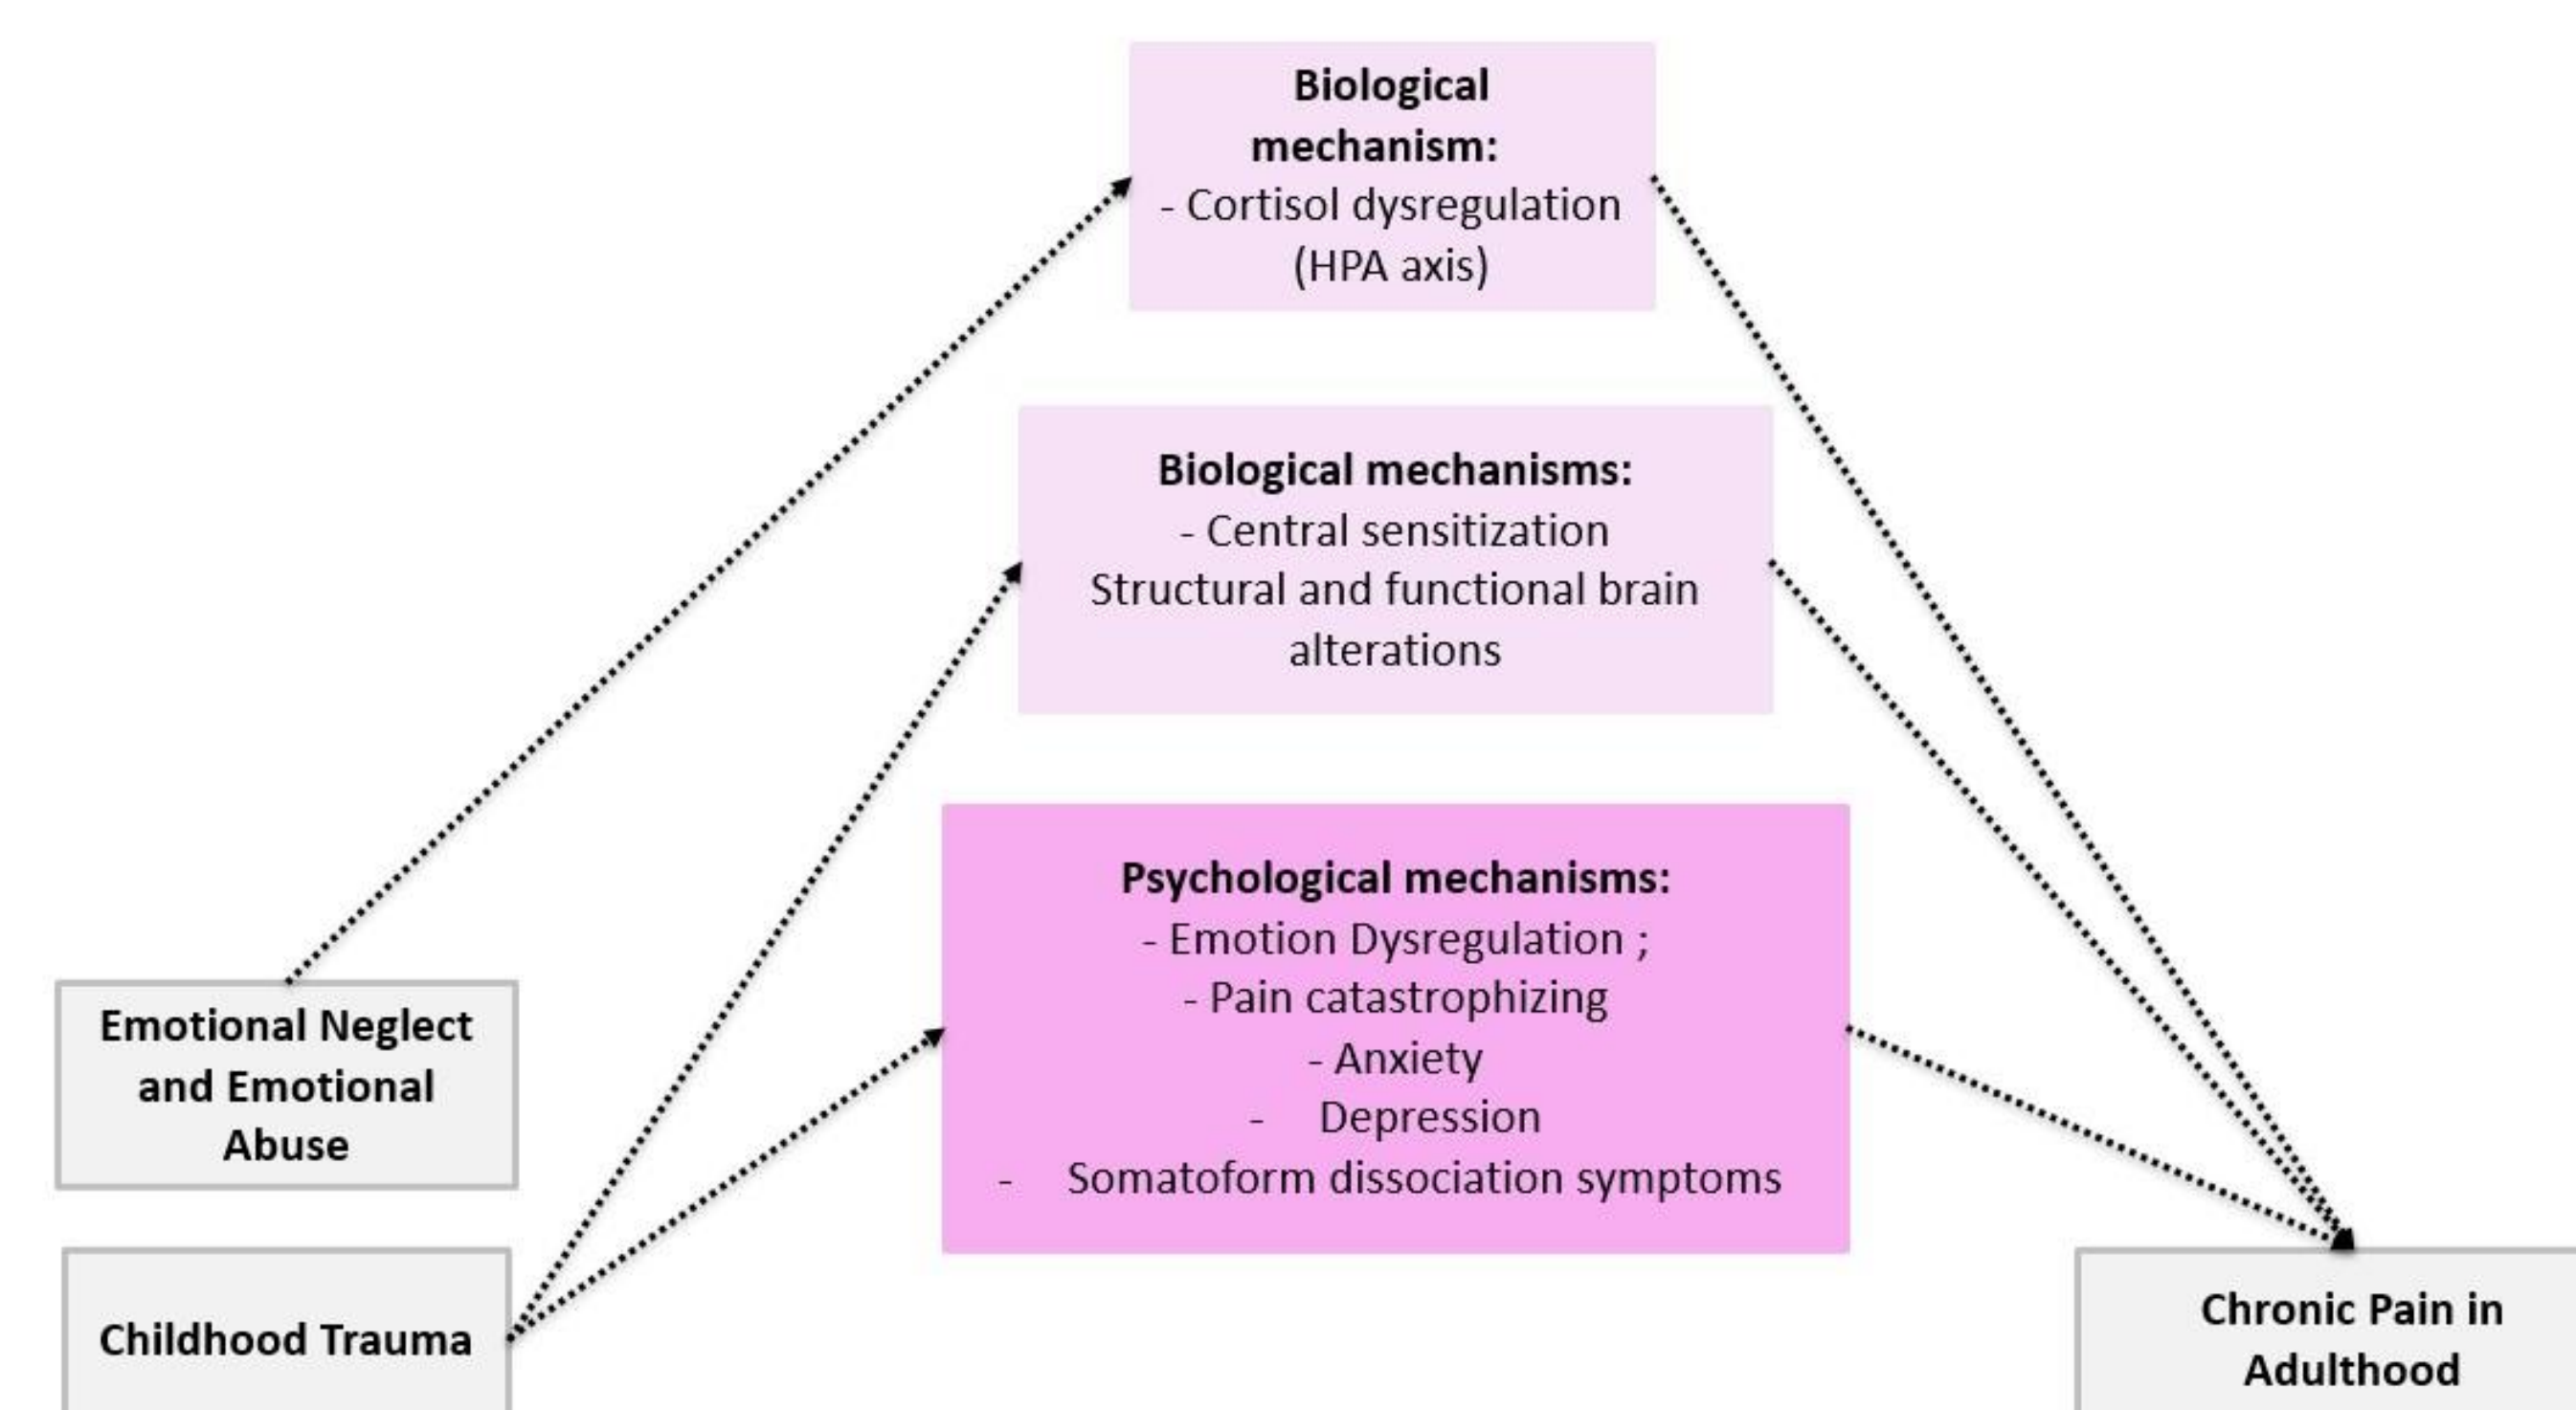 Biological
mechanism:
- Cortisol dysregulation
(HPA axis)
Biological mechanisms:
- Central sensitization
Structural and functional brain
alterations
Psychological mechanisms:
- Emotion Dysregulation ;
- Pain catastrophizing
- Anxiety
- Depression
- Somatoform dissociation symptoms
Emotional Neglect
and Emotional
Abuse
Childhood Trauma
Chronic Pain in
Adulthood